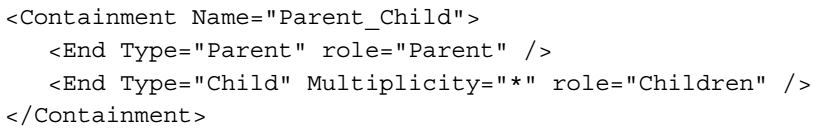 <Containment Name="Parent_Child">
   <End Type="Parent" role="Parent" />
   <End Type="Child" Multiplicity="*" role="Children" />
</Containment>